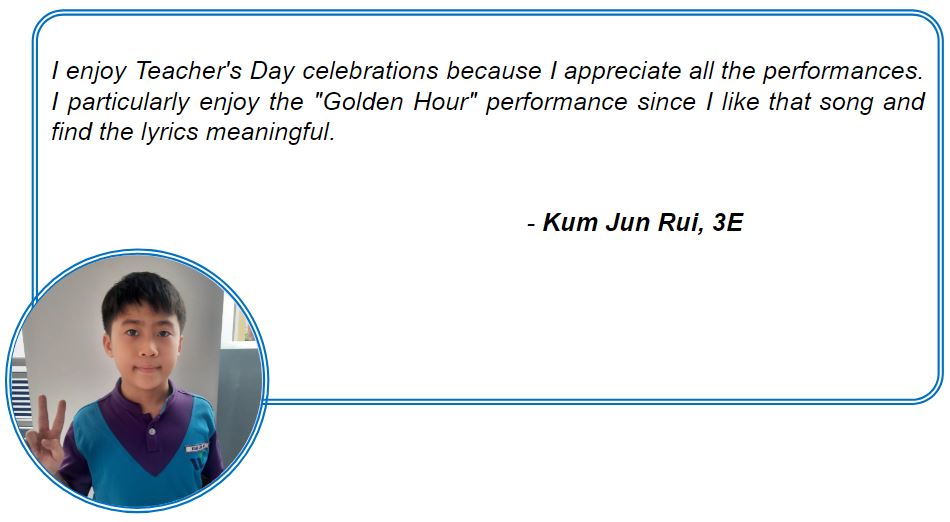 I enjoy Teacher's Day celebrations because I appreciate all the performances.
I particularly enjoy the "Golden Hour" performance since I like that song and
find the lyrics meaningful.
- Kum Jun Rui, 3E